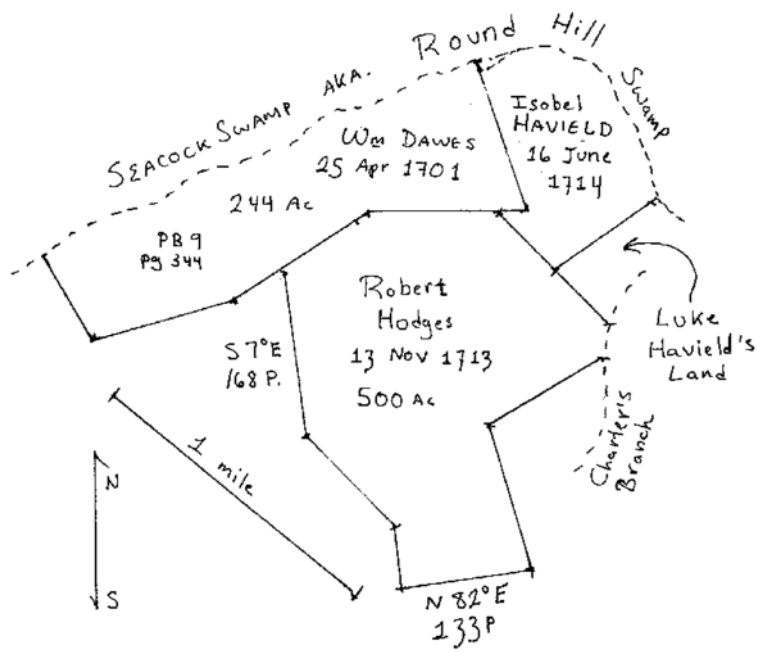 SEACOCK SWAMP AKA. Round Hill Swamp
Wm DAWES
25 Apr 1701
244 Ac
PB 9
Pg 344
Isobel
HAVIELD
16 June
1714
Robert
Hodges
13 Nov 1713
500 Ac
S 7°E
168 P.
Luke
Havield's
Land
Charter's
Branch
1 mile
N
S
N 82°E
133P